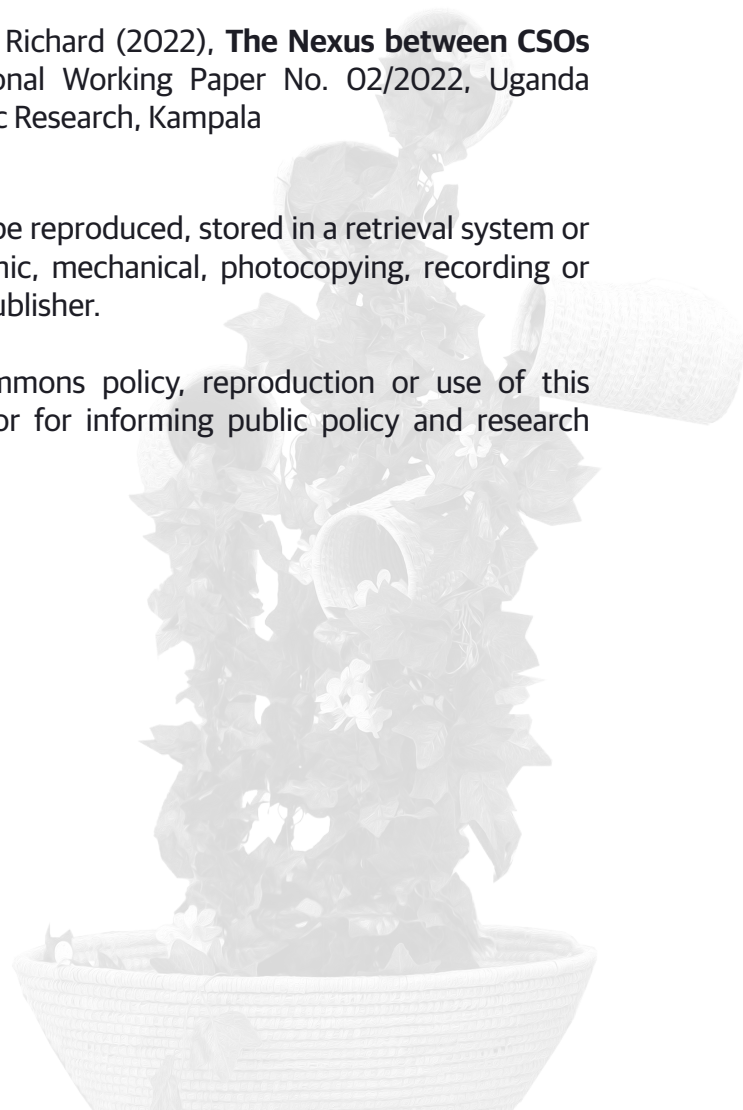 Richard (2022), The Nexus between CSOs
onal Working Paper No. 02/2022, Uganda
c Research, Kampala
be reproduced, stored in a retrieval system or
nic, mechanical, photocopying, recording or
ublisher.
mmons policy, reproduction or use of this
or for informing public policy and research